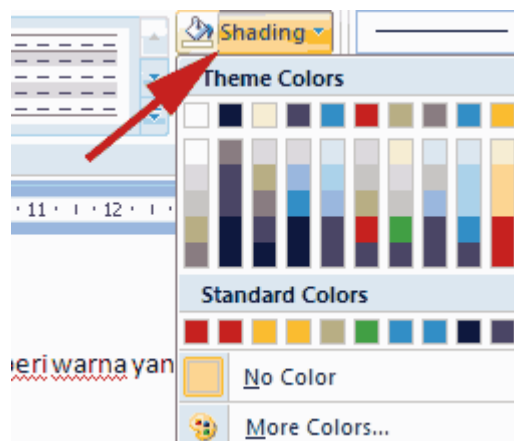 Shading
Theme Colors
11 12
Standard Colors
beri warna yan
No Color
More Colors...